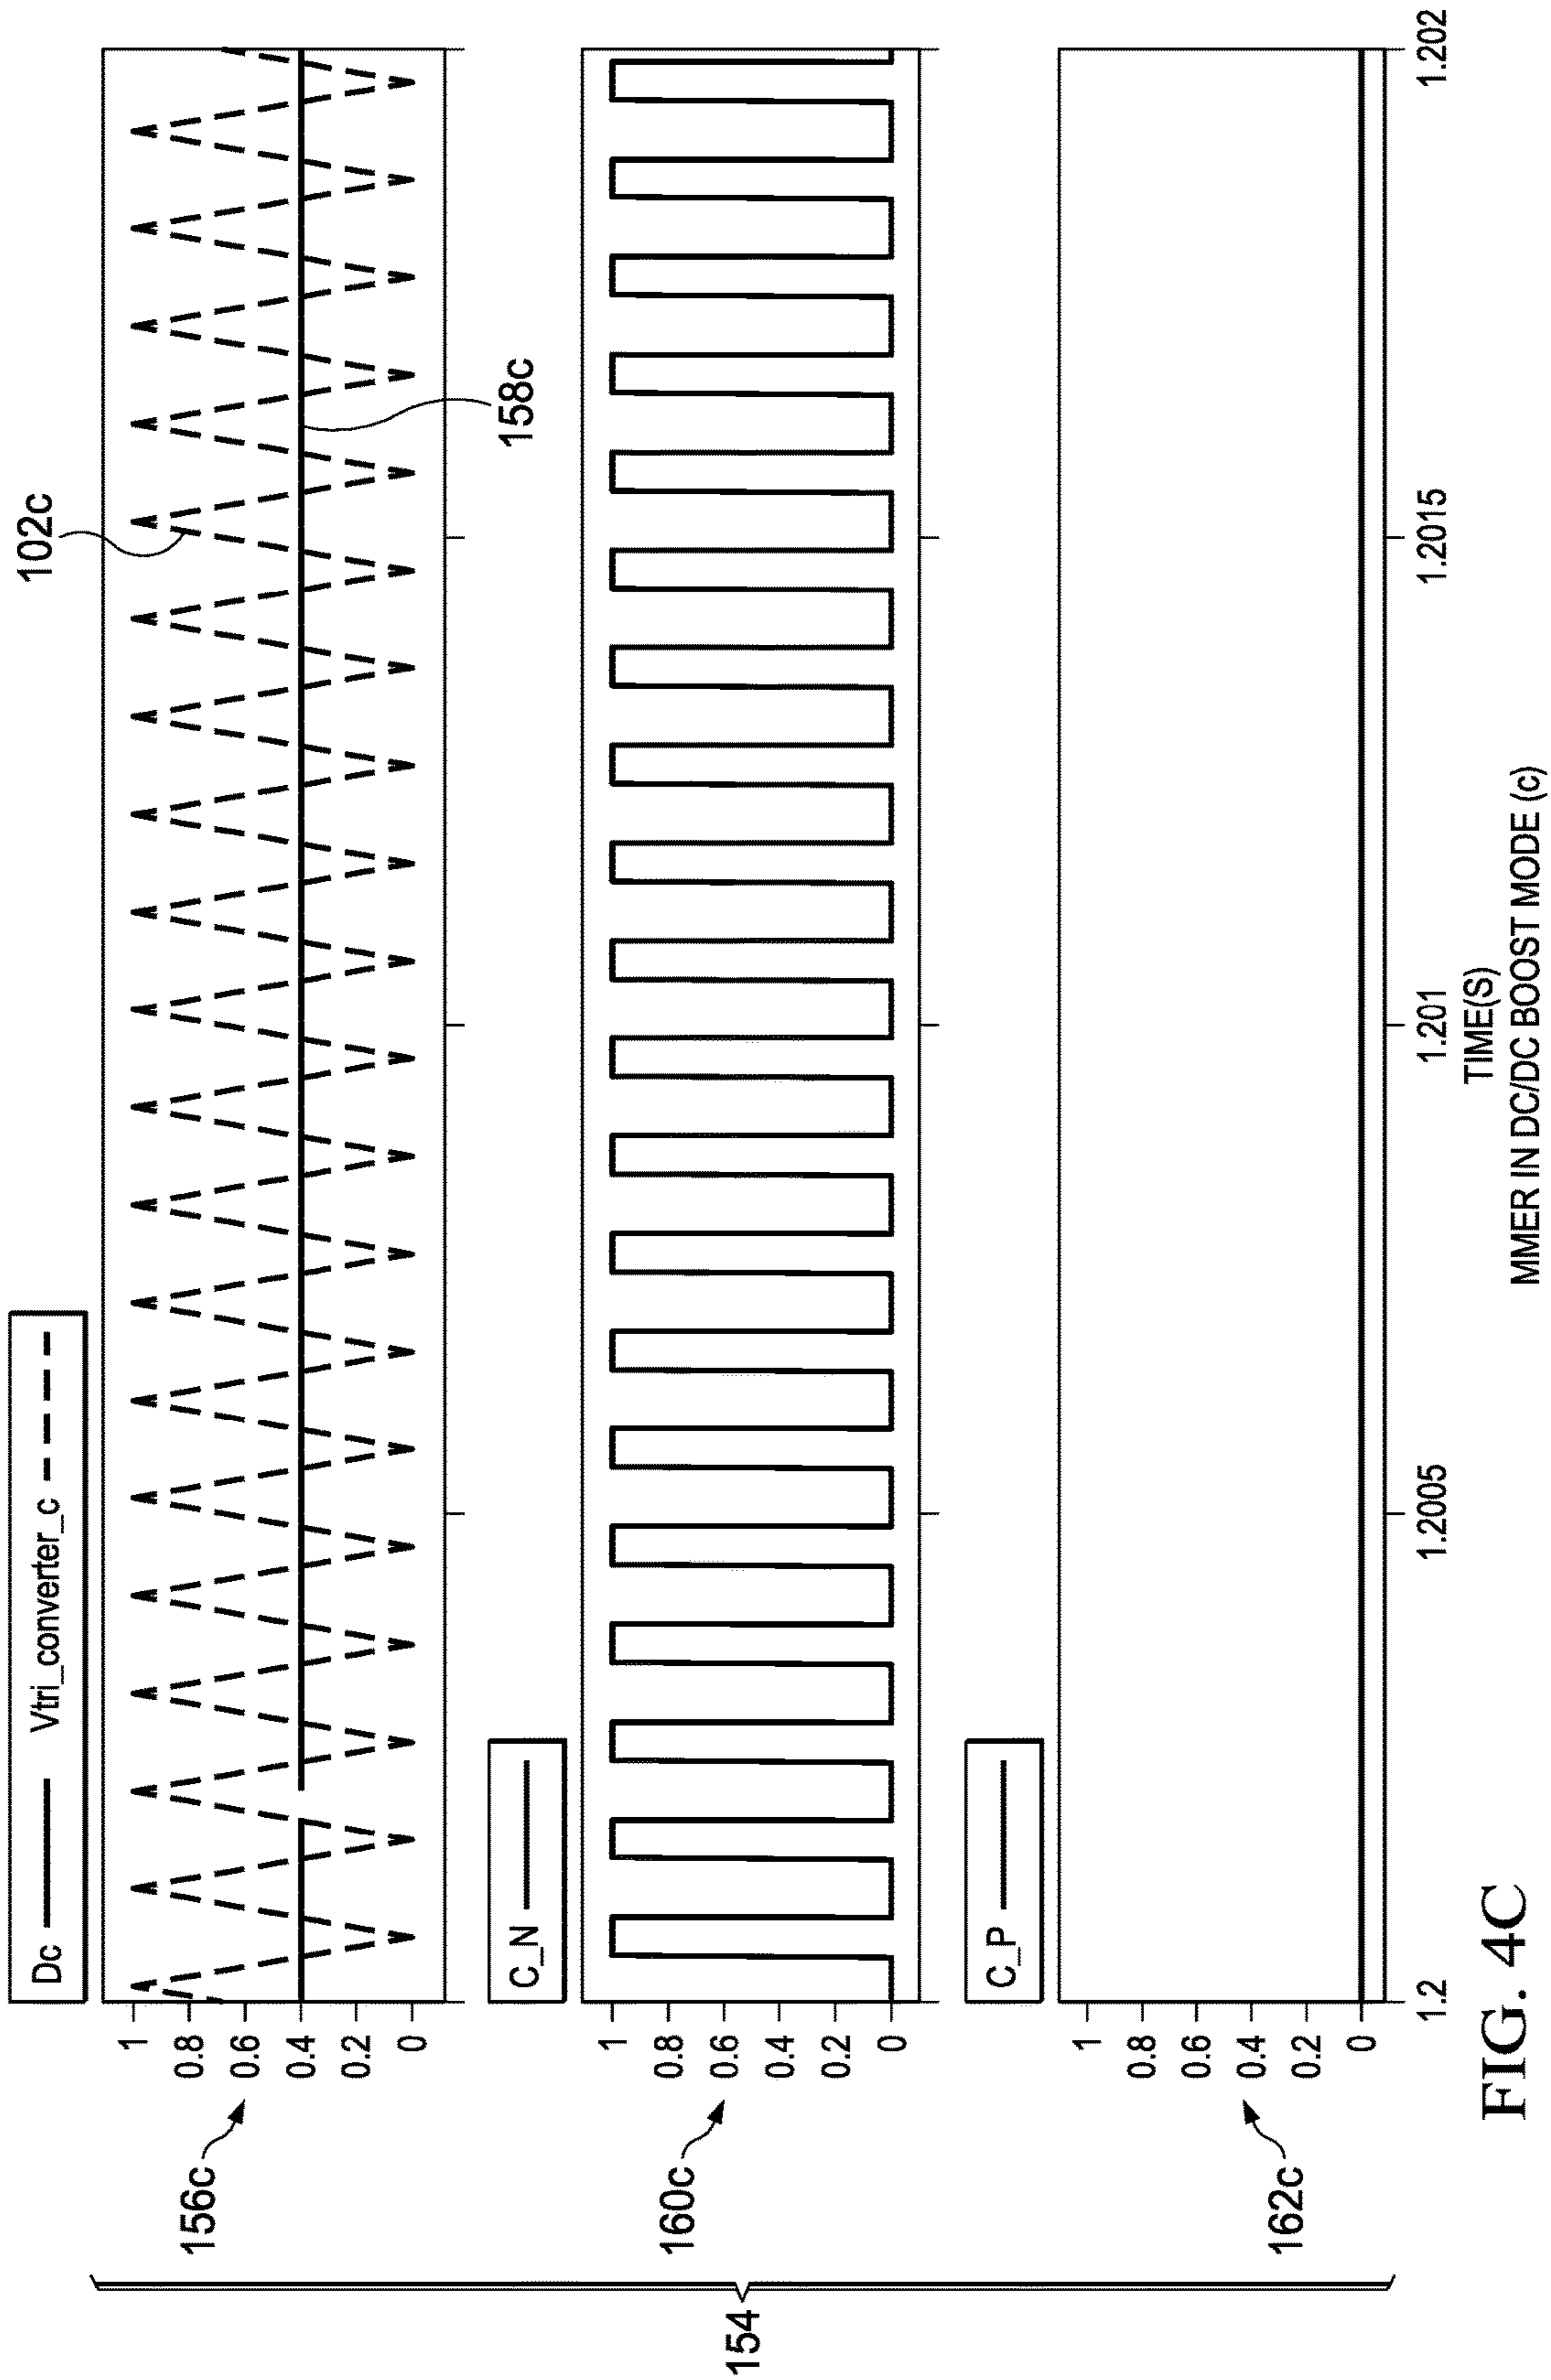 Dc Vtri_converter_c
102c
1
0.8
0.6
0.4
0.2
0
156c
158c
C_N
1
0.8
0.6
0.4
0.2
0
160c
C_P
1
0.8
0.6
0.4
0.2
0
162c
154
1.2 1.2005 1.201 1.2015 1.202
TIME(S)
MMER IN DC/DC BOOST MODE (c)
FIG. 4C